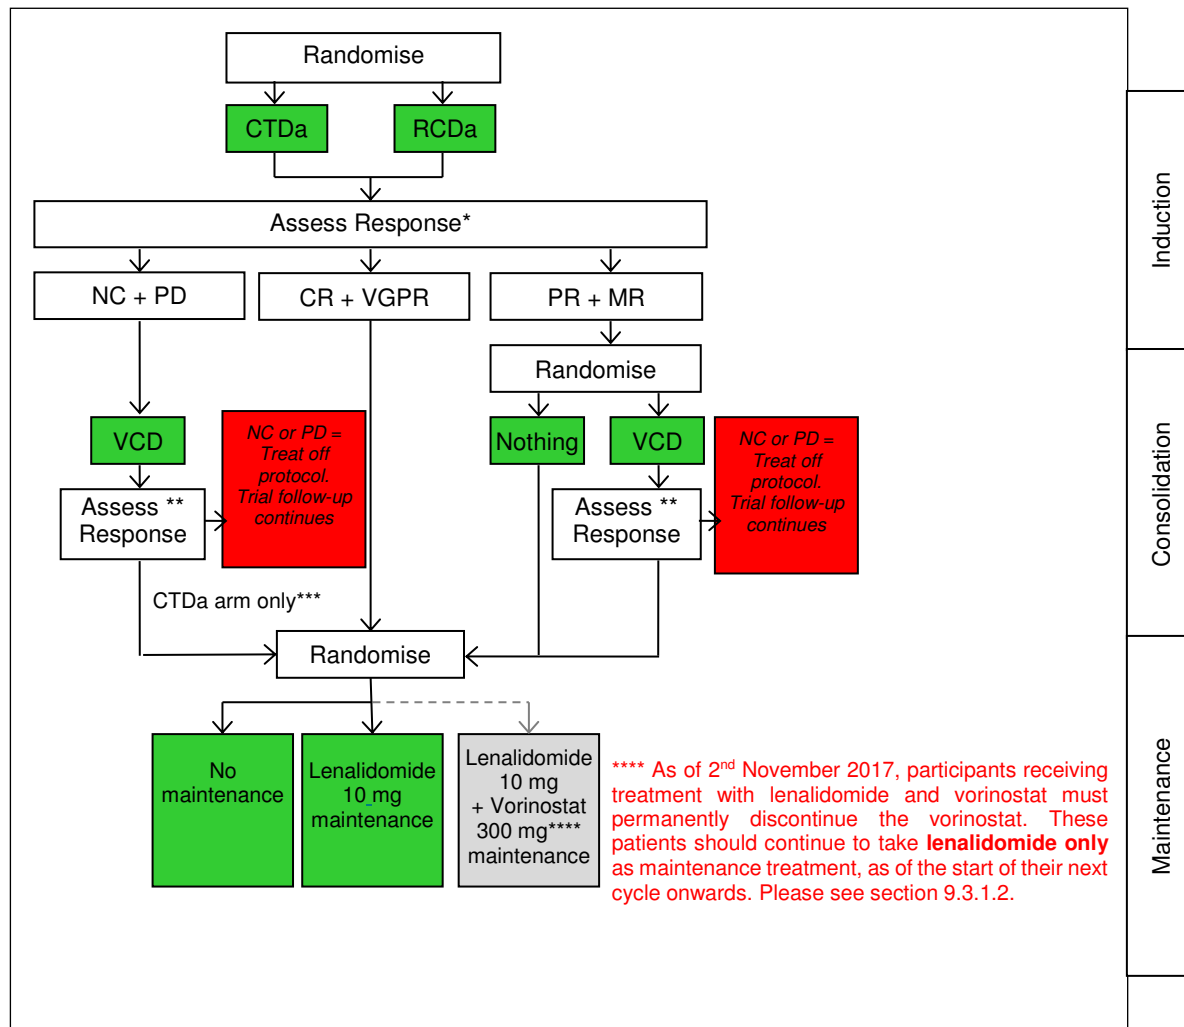 Randomise
CTDa
RCDa
Assess Response*
NC + PD
CR + VGPR
PR + MR
Induction
Randomise
VCD
NC or PD =
Treat off
protocol.
Trial follow-up
continues
Nothing
VCD
NC or PD =
Treat off
protocol.
Trial follow-up
continues
Assess **
Response
Assess **
Response
Consolidation
CTDa arm only***
Randomise
No
maintenance
Lenalidomide
10 mg
maintenance
Lenalidomide
10 mg
+ Vorinostat
300 mg****
maintenance
**** As of 2nd November 2017, participants receiving
treatment with lenalidomide and vorinostat must
permanently discontinue the vorinostat. These
patients should continue to take lenalidomide only
as maintenance treatment, as of the start of their next
cycle onwards. Please see section 9.3.1.2.
Maintenance